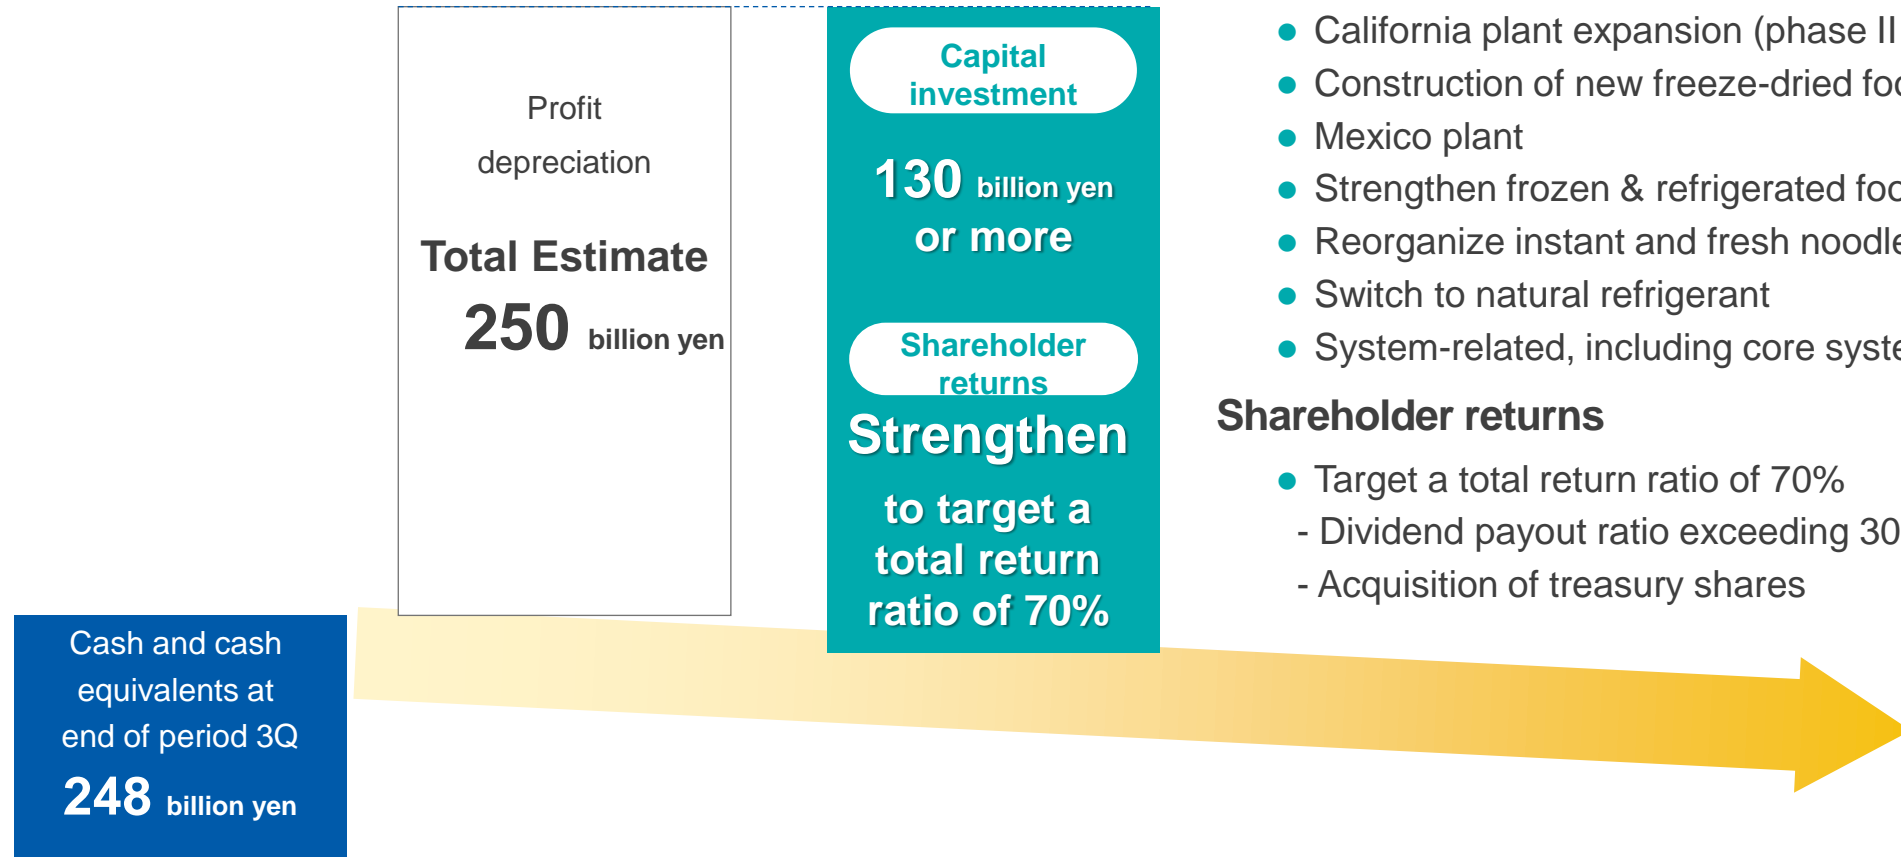 Cash and cash
equivalents at
end of period 3Q
248 billion yen
Profit
depreciation
Total Estimate
250 billion yen
Capital
investment
130 billion yen
or more
Shareholder
returns
Strengthen
to target a
total return
ratio of 70%
● California plant expansion (phase II
● Construction of new freeze-dried
● Mexico plant
● Strengthen frozen & refrigerated
● Reorganize instant and fresh
● Switch to natural refrigerant
● System-related, including core
Shareholder returns
● Target a total return ratio of 70%
- Dividend payout ratio exceeding 30
- Acquisition of treasury shares